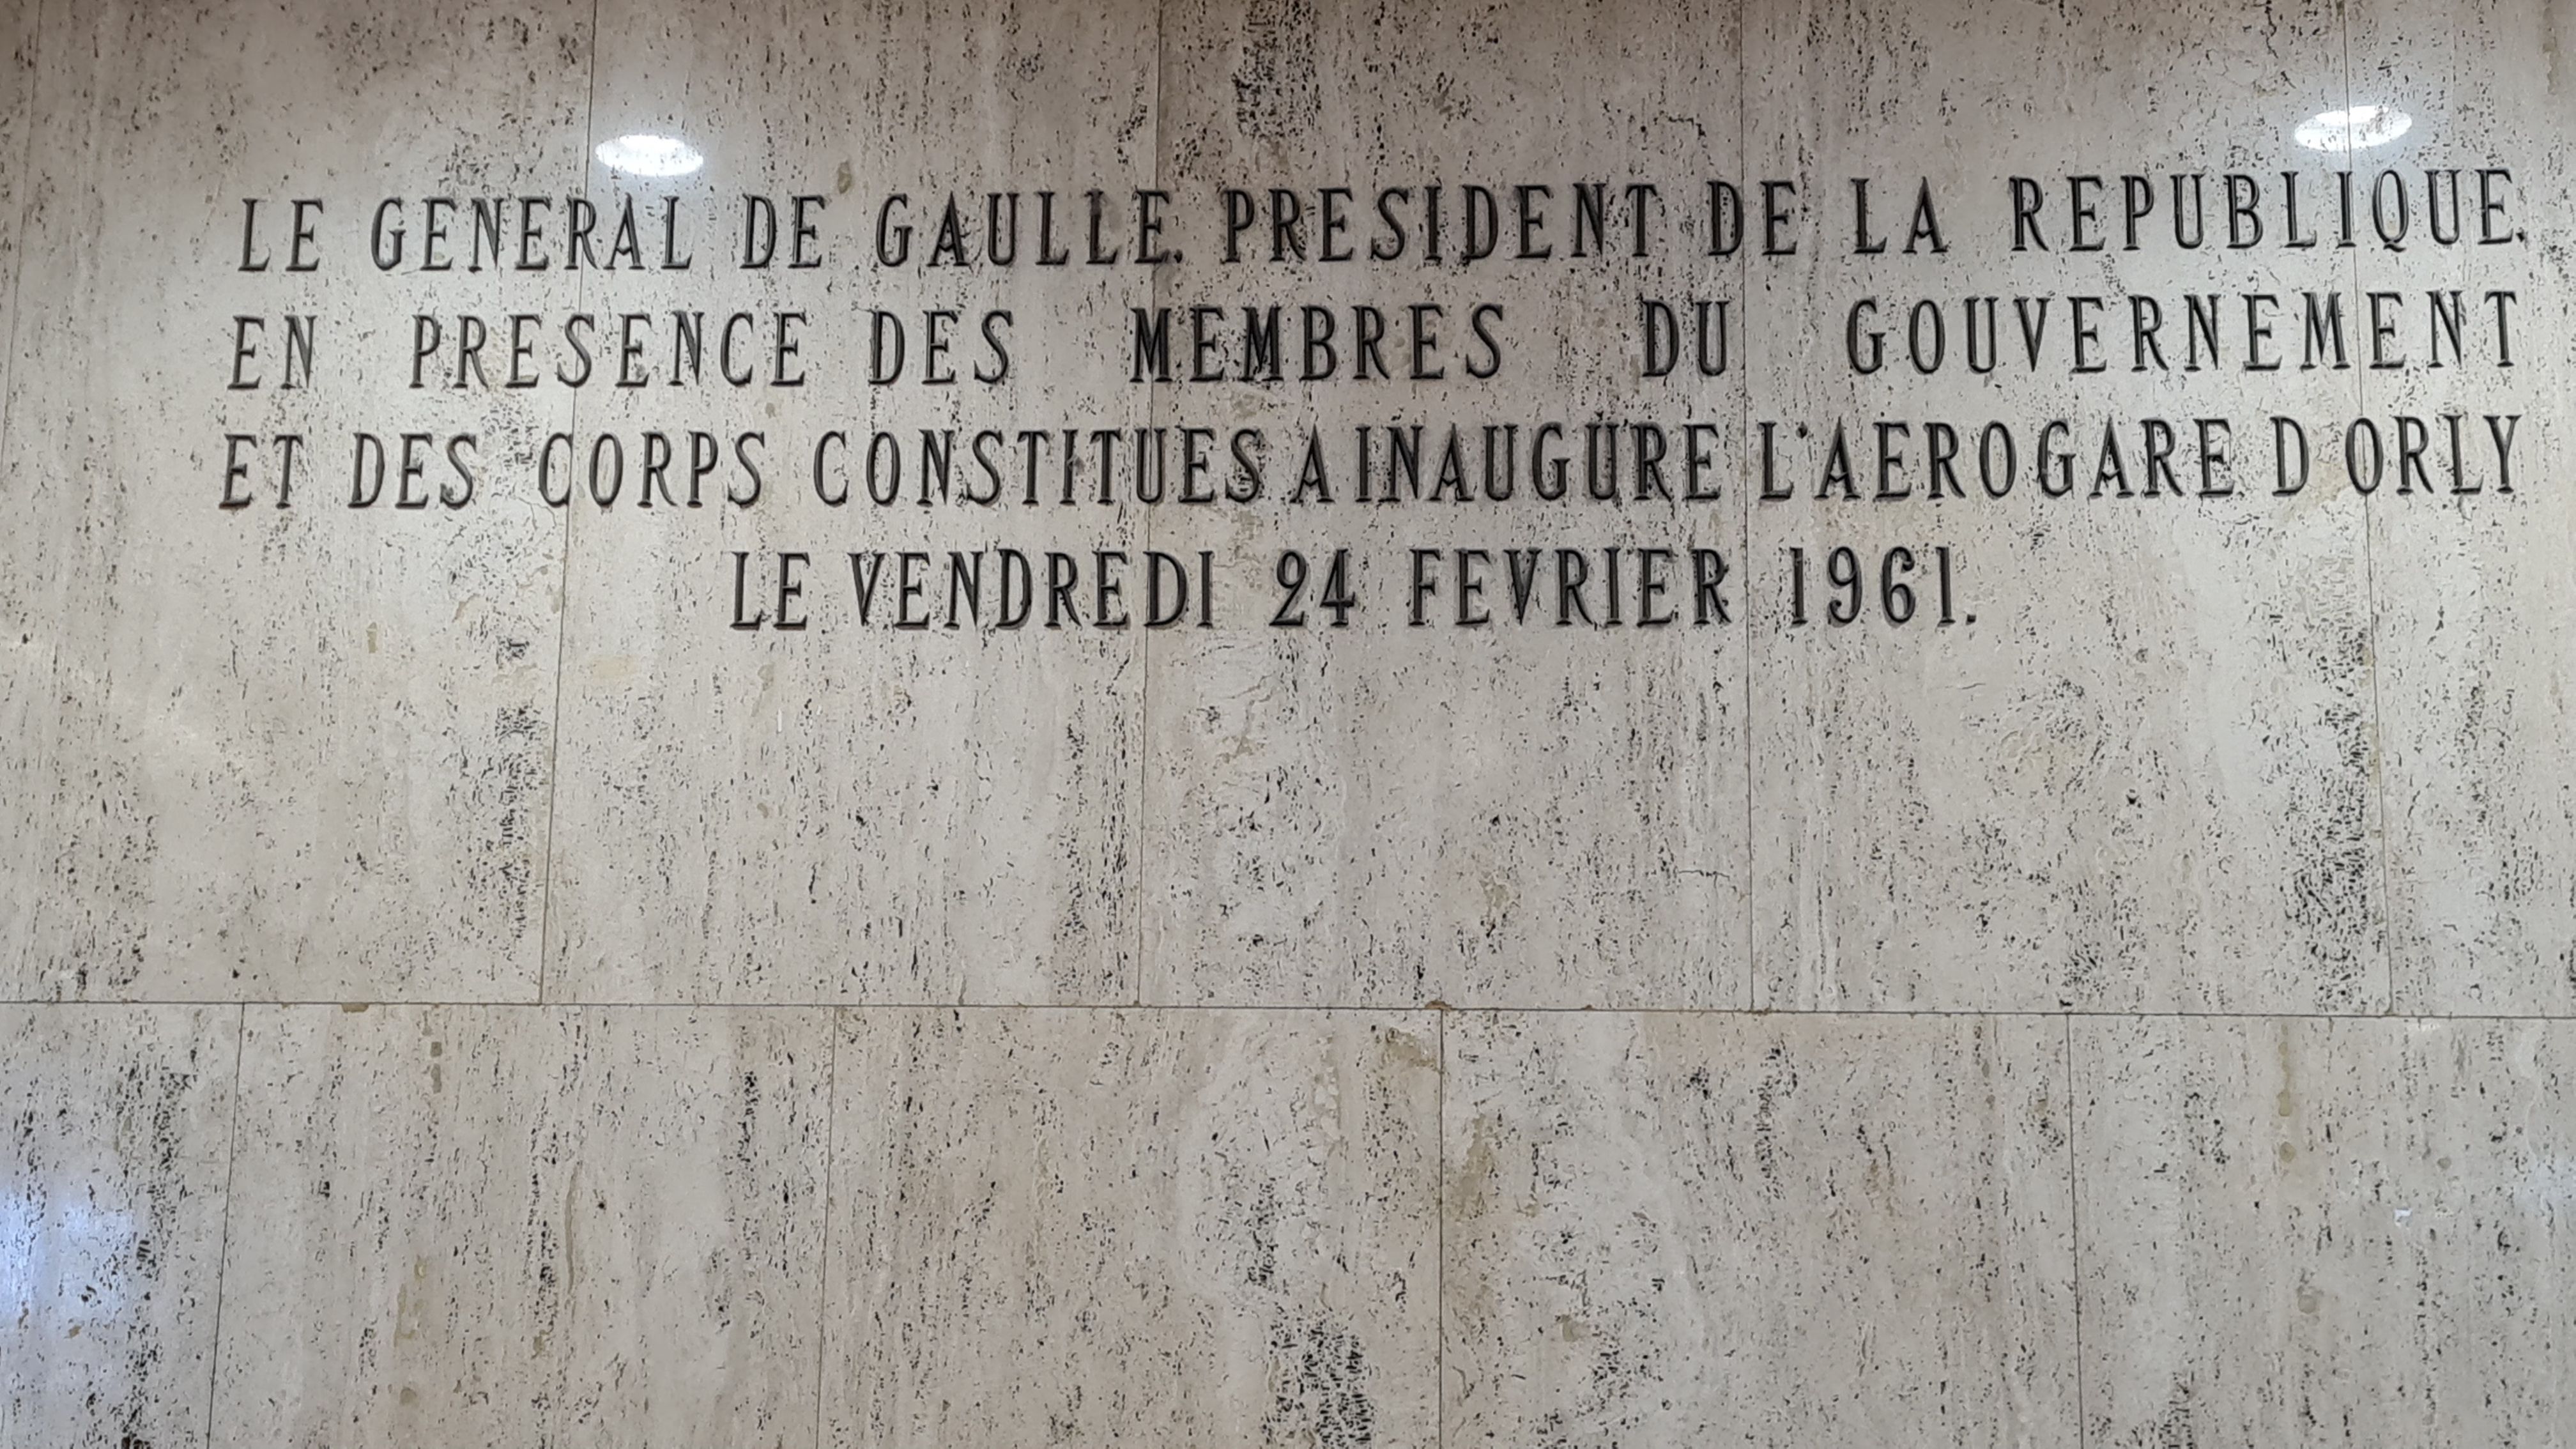 LE GENERAL DE GAULLE. PRESIDENT DE LA REPUBLIQUE.
EN PRESENCE DES MEMBRES DU GOUVERNEMENT
ET DES CORPS CONSTITUES A INAUGURE L'AEROGARE D ORLY
LE VENDREDI 24 FEVRIER 1961.